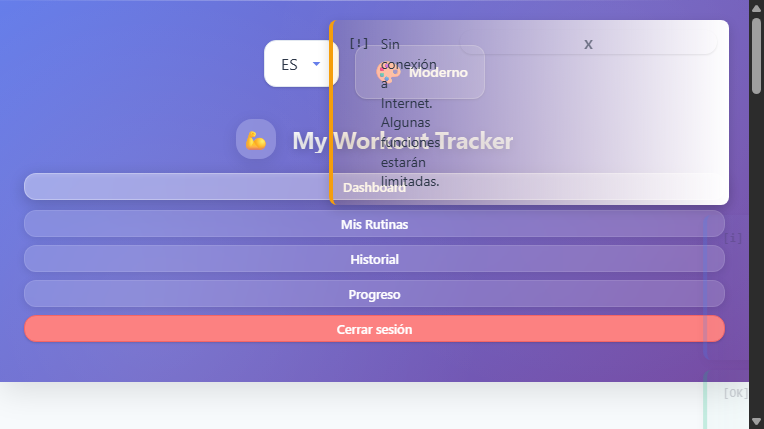 ES
[!]
Sin
conexión
a
Internet.
Algunas
funciones
estarán
limitadas.
X
Moderno
My Workout Tracker
Dashboard
Mis Rutinas
Historial
Progreso
Cerrar sesión
[i]
[OK]